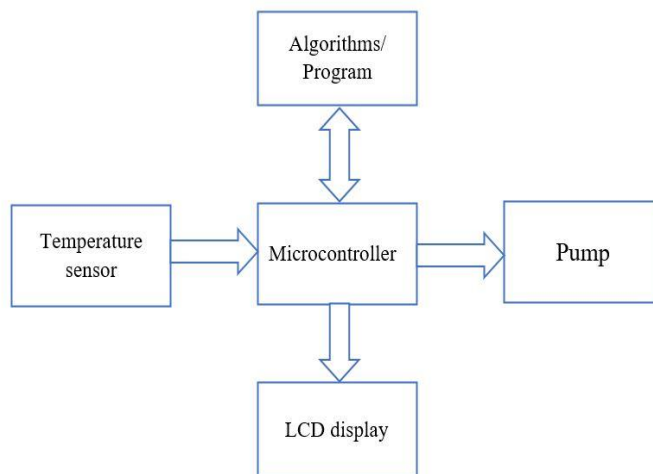 Algorithms/
Program
Temperature
sensor
Microcontroller
Pump
LCD display